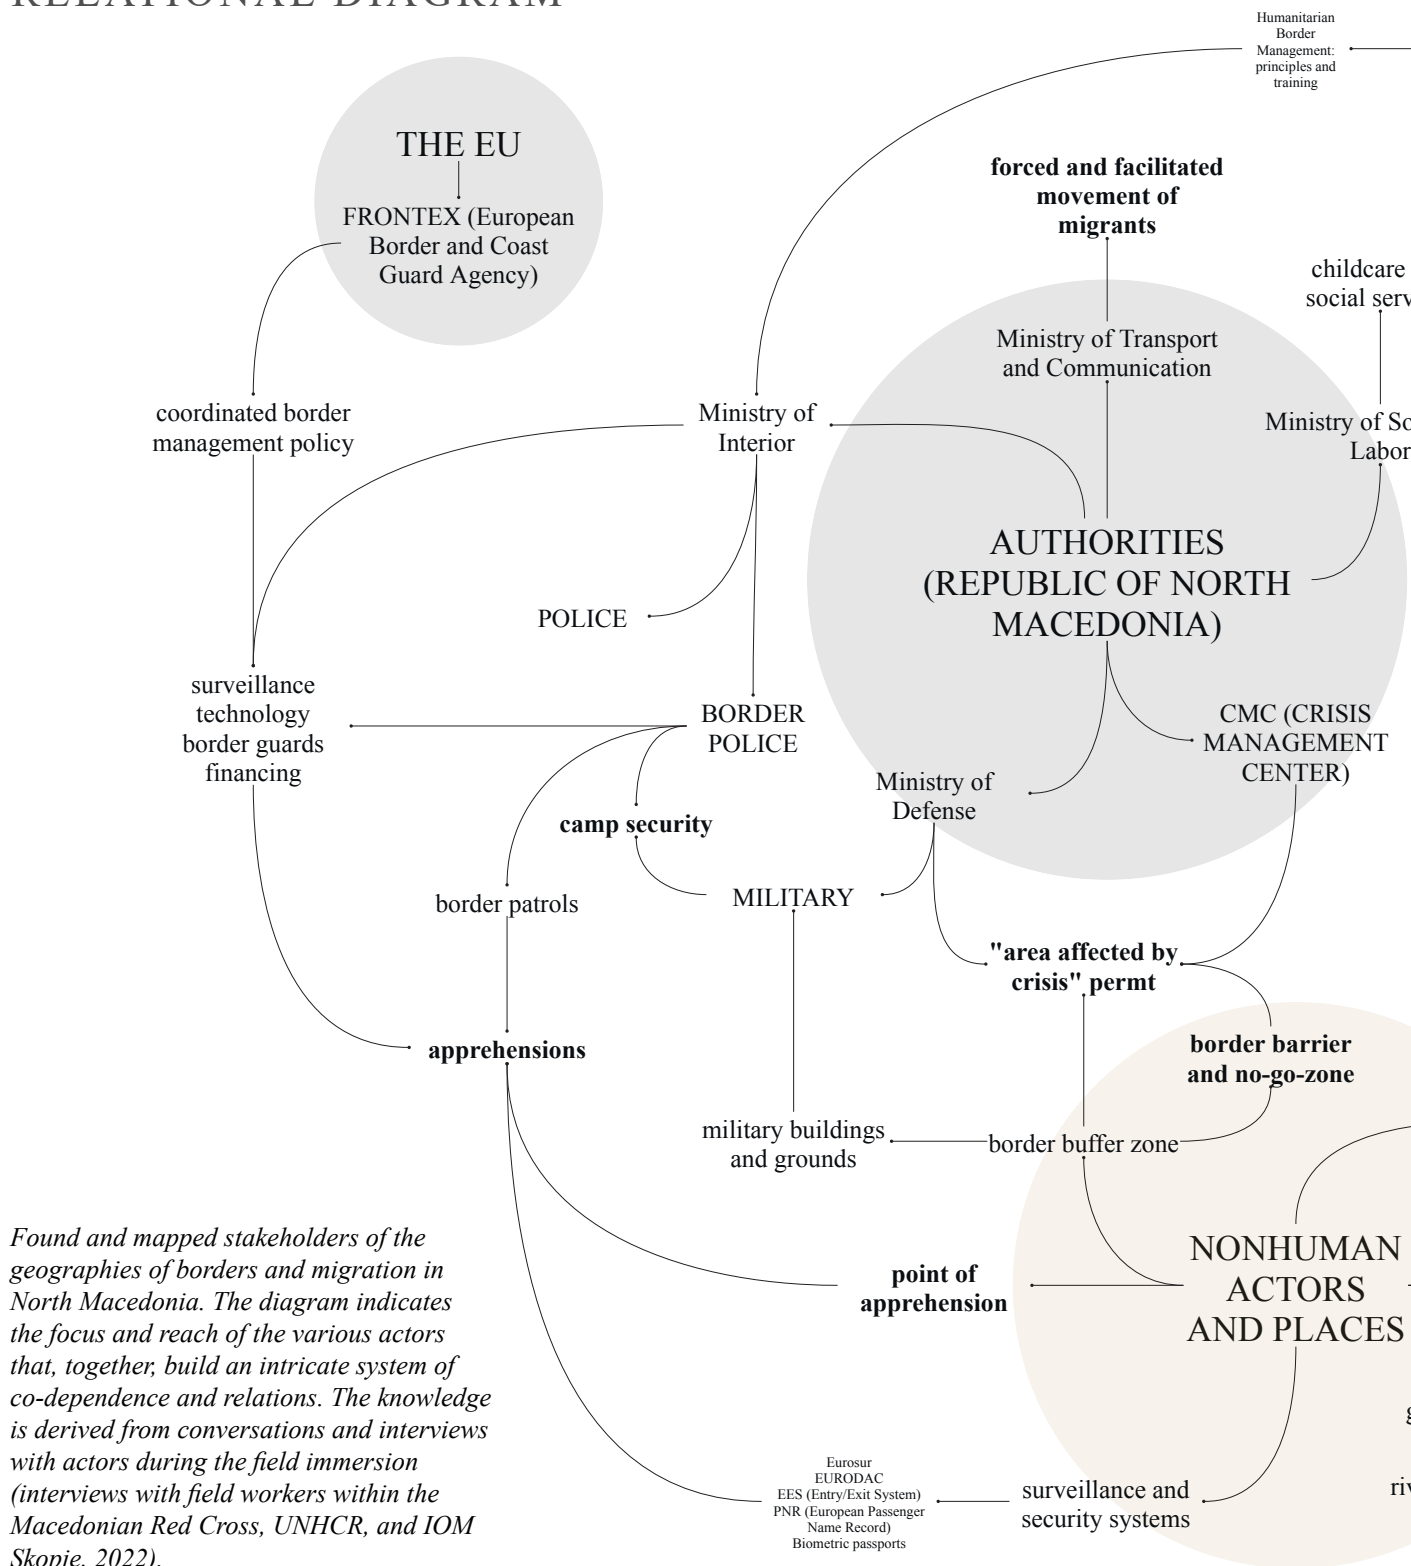 RELATIONAL DIAGRAM
Humanitarian
Border
Management:
principles and
training
THE EU
FRONTEX (European
Border and Coast
Guard Agency)
forced and facilitated
movement of
migrants
childcare
social serv
Ministry of Transport
and Communication
coordinated border
management policy
Ministry of
Interior
Ministry of So
Labor
AUTHORITIES
(REPUBLIC OF NORTH
MACEDONIA)
POLICE
surveillance
technology
border guards
financing
BORDER
POLICE
CMC (CRISIS
MANAGEMENT
CENTER)
Ministry of
Defense
camp security
border patrols
MILITARY
"area affected by
crisis" permt
apprehensions
border barrier
and no-go-zone
military buildings
and grounds
border buffer zone
NONHUMAN
ACTORS
AND PLACES
point of
apprehension
Found and mapped stakeholders of the
geographies of borders and migration in
North Macedonia. The diagram indicates
the focus and reach of the various actors
that, together, build an intricate system of
co-dependence and relations. The knowledge
is derived from conversations and interviews
with actors during the field immersion
(interviews with field workers within the
Macedonian Red Cross, UNHCR, and IOM
Skopje, 2022).
Eurosur
EURODAC
EES (Entry/Exit System)
PNR (European Passenger
Name Record)
Biometric passports
surveillance and
security systems
riv